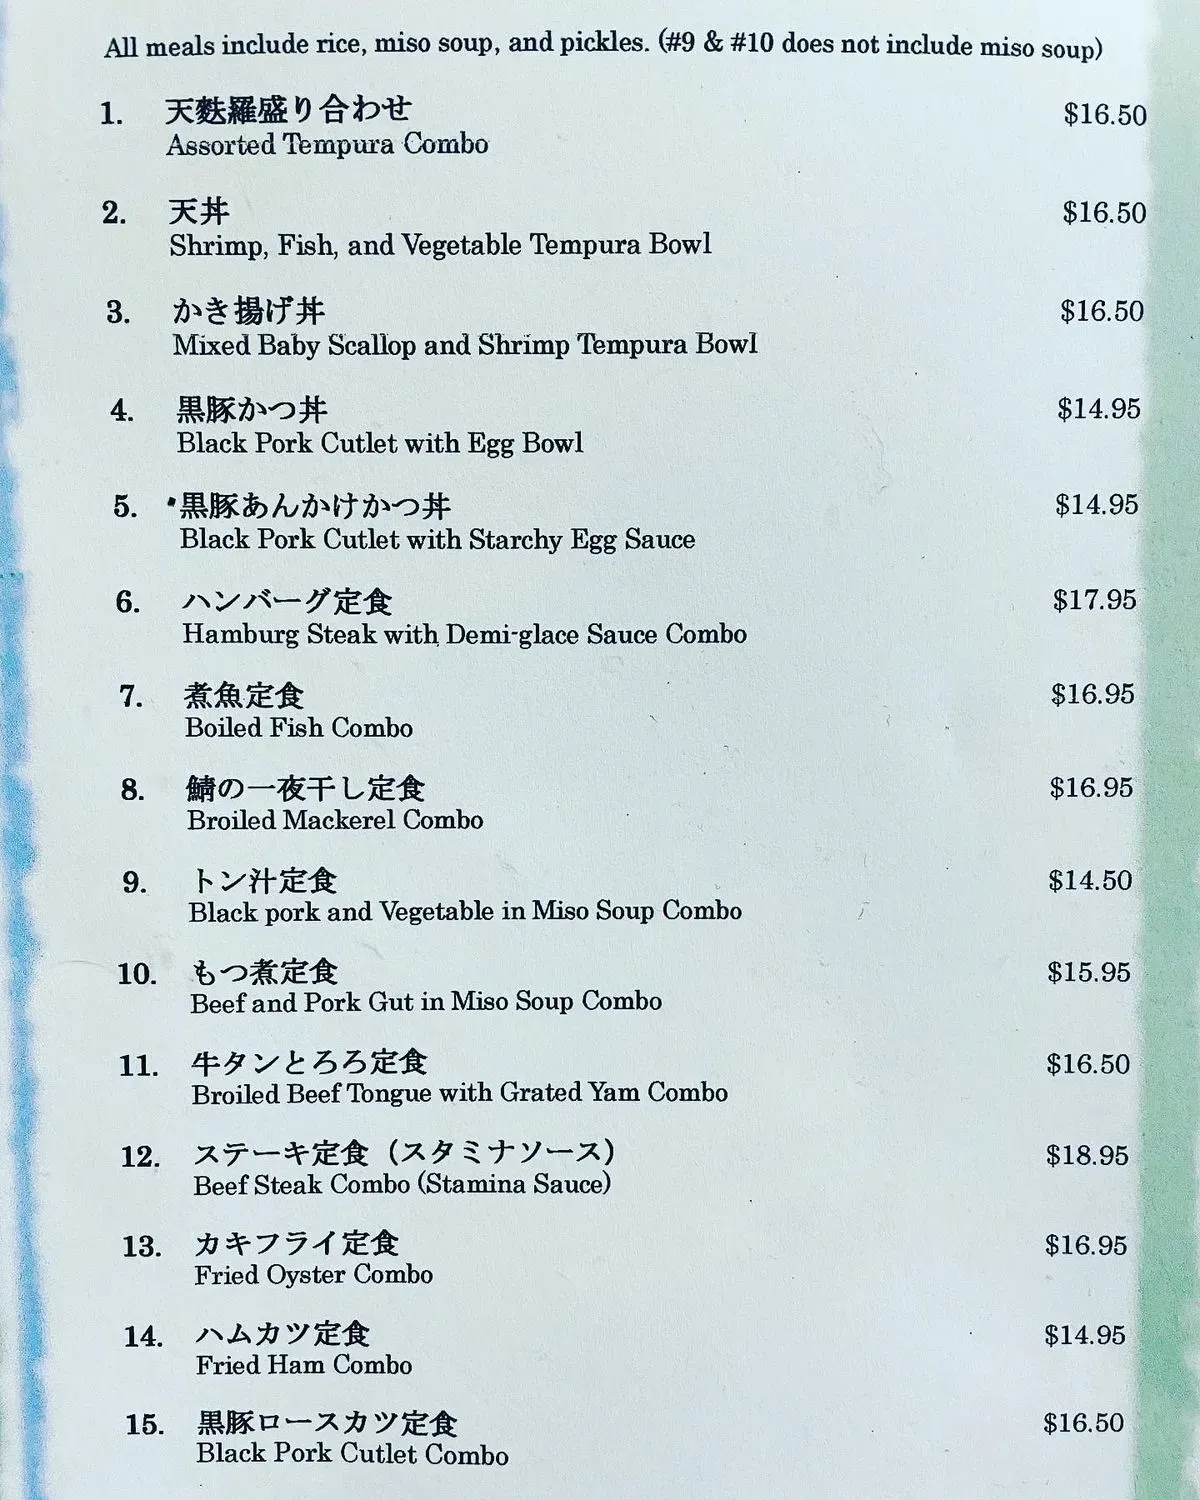 All meals include rice, miso soup, and pickles. (#9 & #10 does not include miso soup)
1. 天麩羅盛り合わせ $16.50
Assorted Tempura Combo
2. 天丼 $16.50
Shrimp, Fish, and Vegetable Tempura Bowl
3. かき揚げ丼 $16.50
Mixed Baby Scallop and Shrimp Tempura Bowl
4. 黒豚かつ丼 $14.95
Black Pork Cutlet with Egg Bowl
5. 黒豚あんかけかつ丼 $14.95
Black Pork Cutlet with Starchy Egg Sauce
6. ハンバーグ定食 $17.95
Hamburg Steak with Demi-glace Sauce Combo
7. 煮魚定食 $16.95
Boiled Fish Combo
8. 鯖の一夜干し定食 $16.95
Broiled Mackerel Combo
9. トン汁定食 $14.50
Black pork and Vegetable in Miso Soup Combo
10. もつ煮定食 $15.95
Beef and Pork Gut in Miso Soup Combo
11. 牛タンとろろ定食 $16.50
Broiled Beef Tongue with Grated Yam Combo
12. ステーキ定食（スタミナソース） $18.95
Beef Steak Combo (Stamina Sauce)
13. カキフライ定食 $16.95
Fried Oyster Combo
14. ハムカツ定食 $14.95
Fried Ham Combo
15. 黒豚ロースカツ定食 $16.50
Black Pork Cutlet Combo